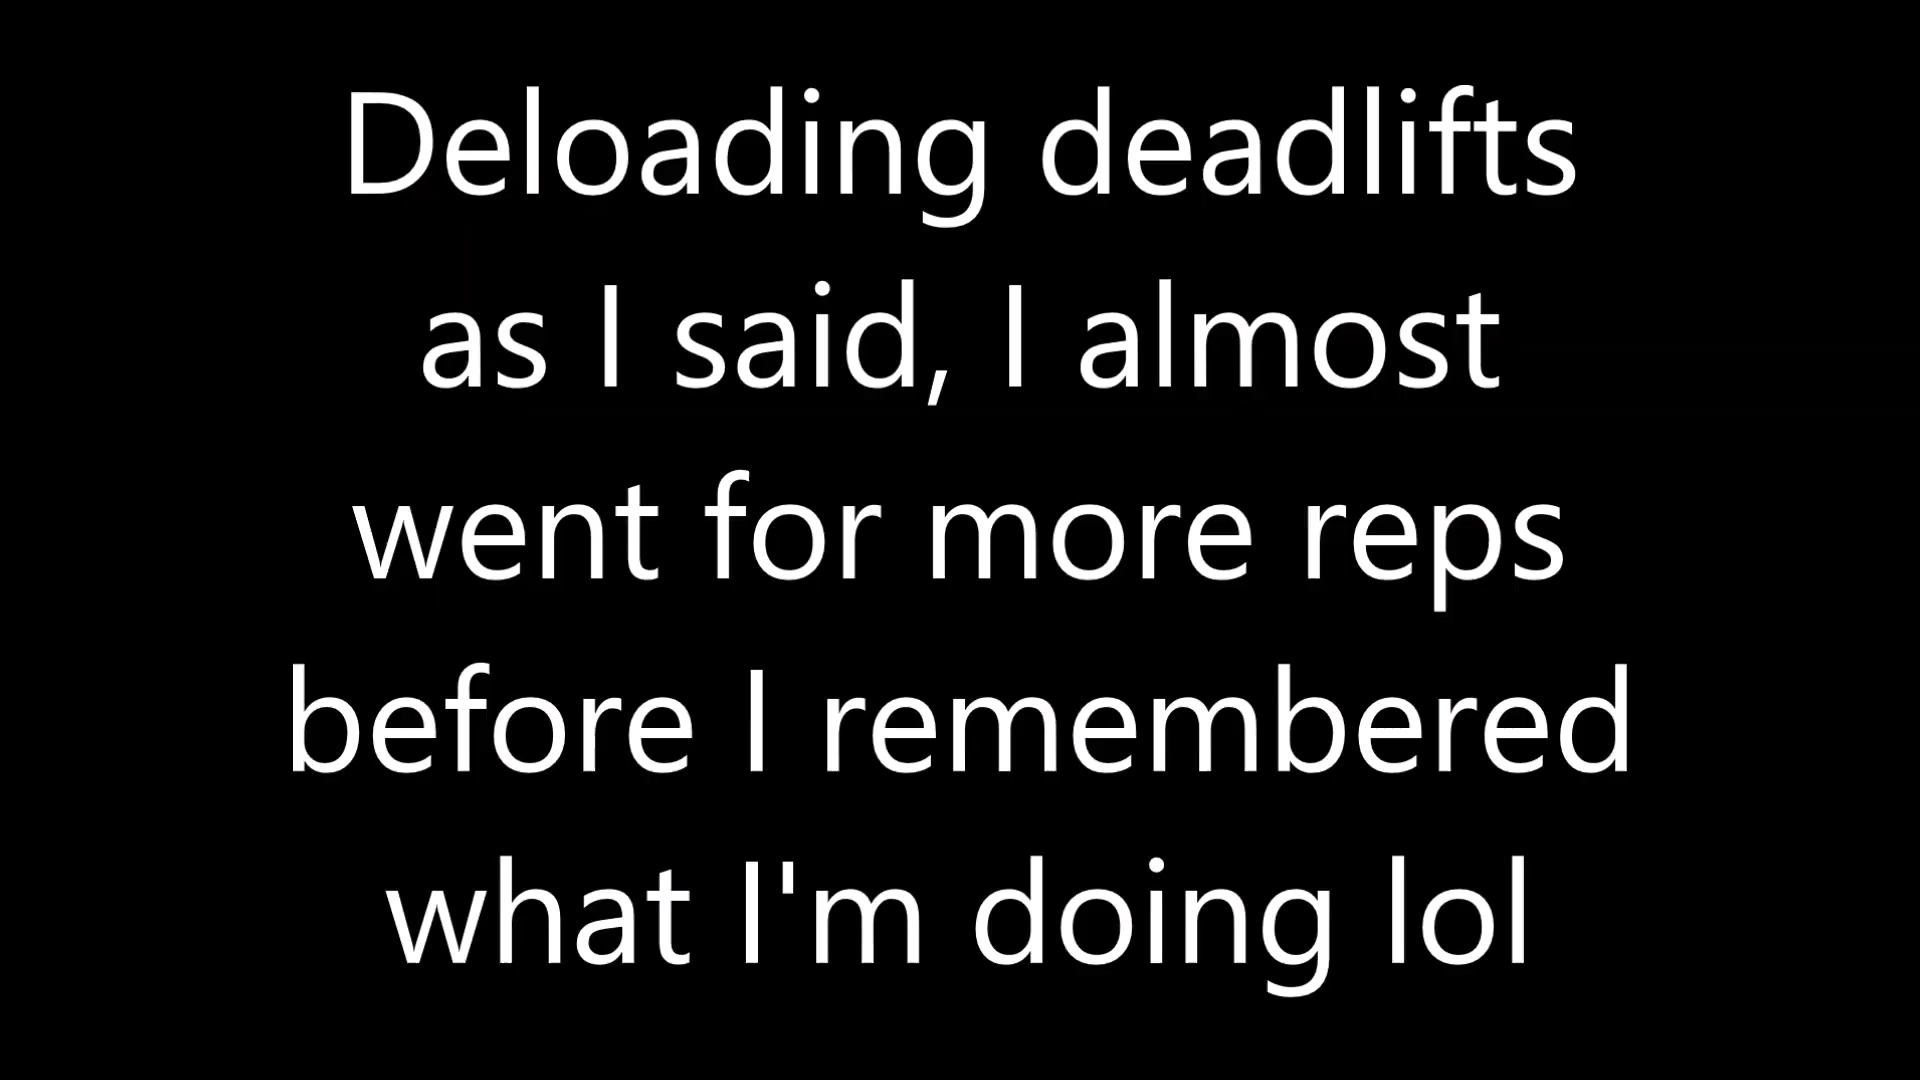 Deloading deadlifts
as I said, I almost
went for more reps
before I remembered
what I'm doing lol